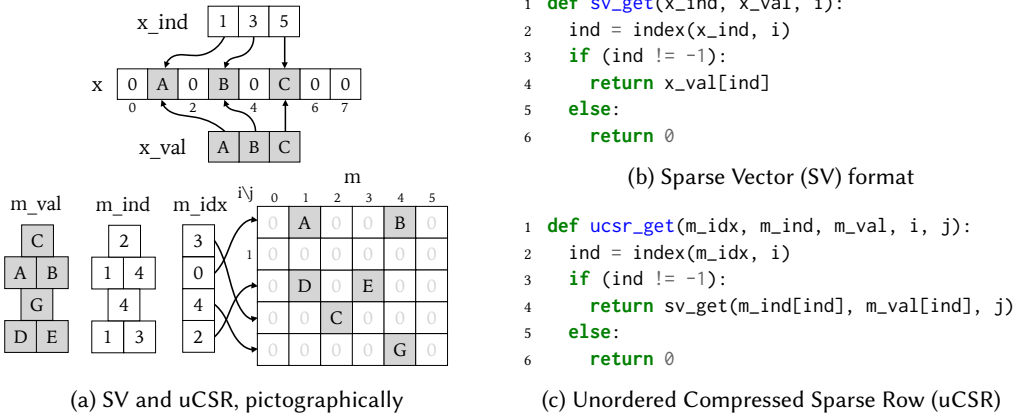 x_ind 1 3 5
x 0 A 0 B 0 C 0 0
0 2 4 6 7
x_val A B C
m
m_val m_ind m_idx i\j 0 1 2 3 4 5
C 2 3 0 A 0 0 B 0
A B 1 4 0 1 0 0 0 0 0 0
G 4 4 0 D 0 E 0 0
D E 1 3 2 0 0 C 0 0 0
0 0 0 0 G 0
(a) SV and uCSR, pictographically
1 def sv_get(x_ind, x_val, i):
2 ind = index(x_ind, i)
3 if (ind != -1):
4 return x_val[ind]
5 else:
6 return 0
(b) Sparse Vector (SV) format
1 def ucsr_get(m_idx, m_ind, m_val, i, j):
2 ind = index(m_idx, i)
3 if (ind != -1):
4 return sv_get(m_ind[ind], m_val[ind], j)
5 else:
6 return 0
(c) Unordered Compressed Sparse Row (uCSR)